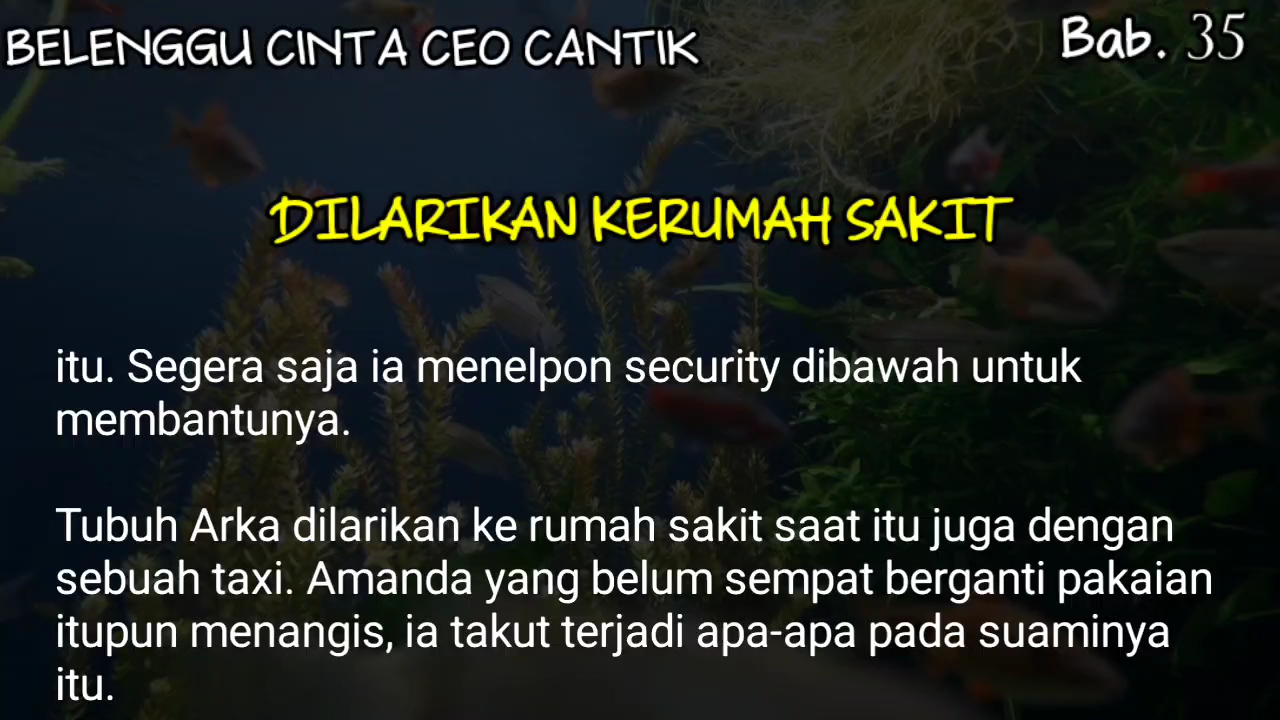 BELENGGU CINTA CEO CANTIK
Bab. 35
DILARIKAN KERUMAH SAKIT
itu. Segera saja ia menelpon security dibawah untuk
membantunya.
Tubuh Arka dilarikan ke rumah sakit saat itu juga dengan
sebuah taxi. Amanda yang belum sempat berganti pakaian
itupun menangis, ia takut terjadi apa-apa pada suaminya
itu.